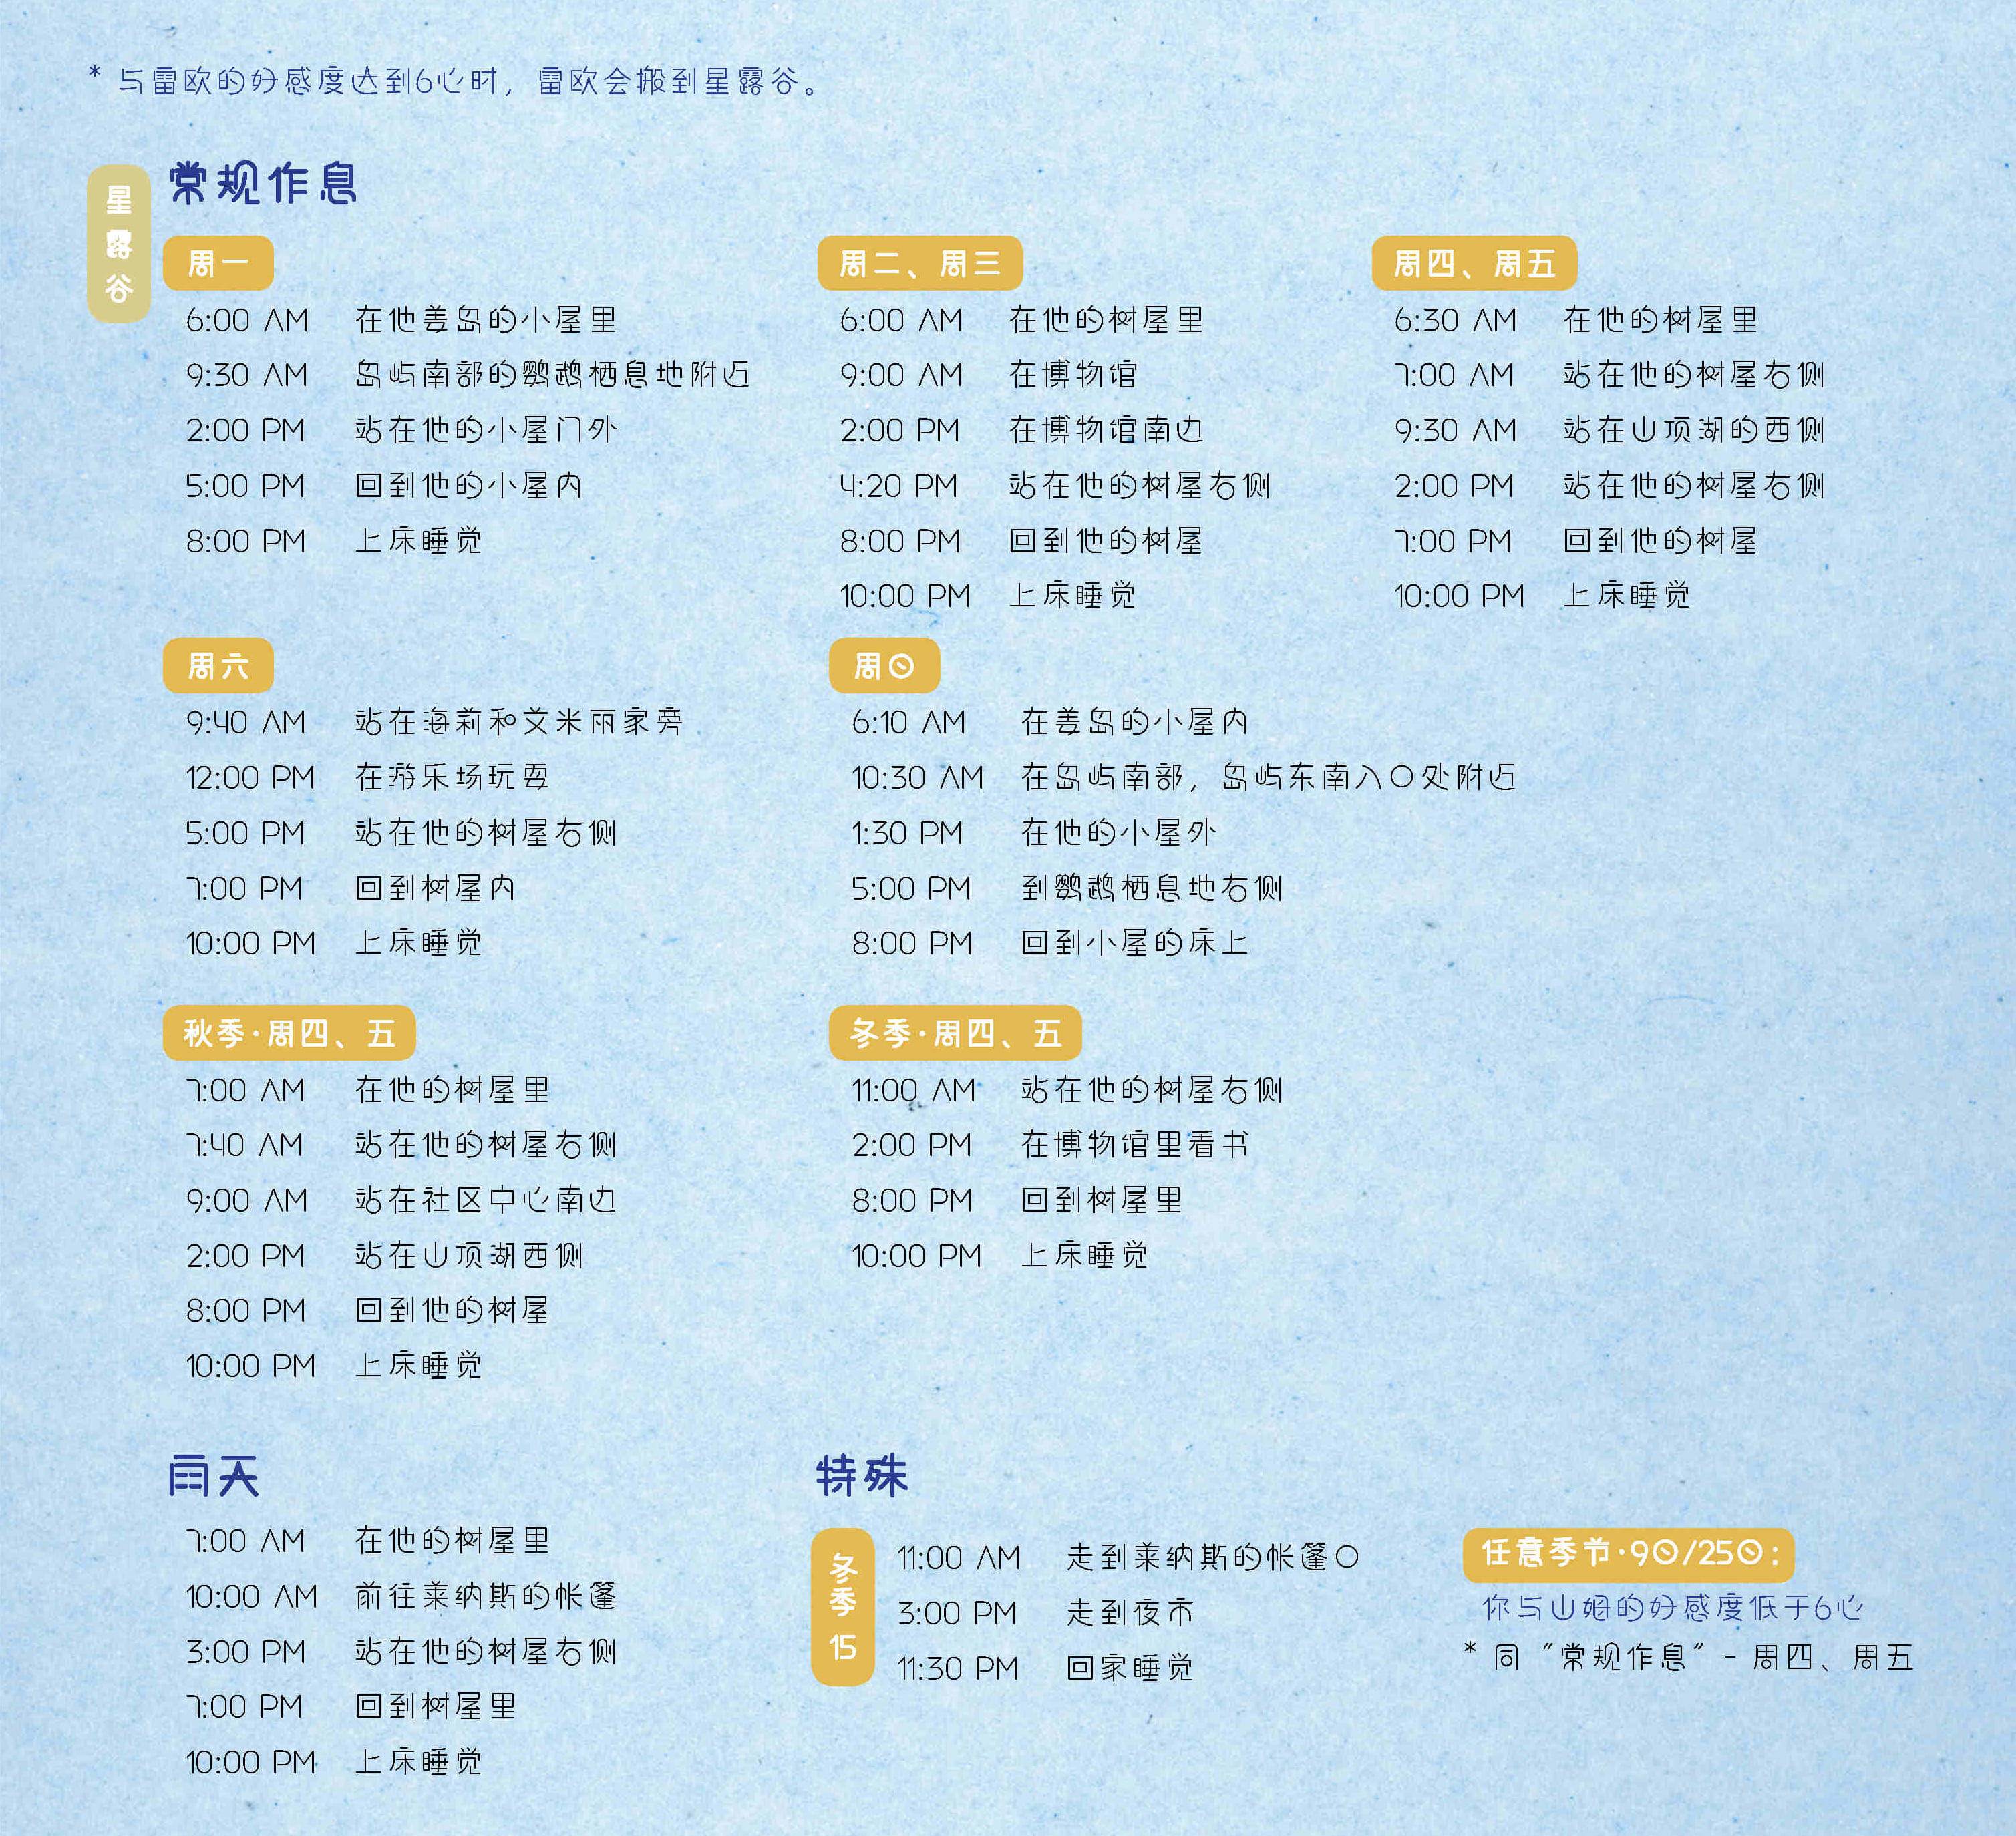 * 与雷欧的好感度达到6心时，雷欧会搬到星露谷。
星露谷
常规作息
周一
6:00 AM 在他姜岛的小屋里
9:30 AM 岛屿南部的鹦鹉栖息地附近
2:00 PM 站在他的小屋门外
5:00 PM 回到他的小屋内
8:00 PM 上床睡觉
周二、周三
6:00 AM 在他的树屋里
9:00 AM 在博物馆
2:00 PM 在博物馆南边
4:20 PM 站在他的树屋右侧
8:00 PM 回到他的树屋
10:00 PM 上床睡觉
周四、周五
6:30 AM 在他的树屋里
7:00 AM 站在他的树屋右侧
9:30 AM 站在山顶湖的西侧
2:00 PM 站在他的树屋右侧
7:00 PM 回到他的树屋
10:00 PM 上床睡觉
周六
9:40 AM 站在海莉和艾米丽家旁
12:00 PM 在游乐场玩耍
5:00 PM 站在他的树屋右侧
7:00 PM 回到树屋内
10:00 PM 上床睡觉
周日
6:10 AM 在姜岛的小屋内
10:30 AM 在岛屿南部，岛屿东南入口处附近
1:30 PM 在他的小屋外
5:00 PM 到鹦鹉栖息地右侧
8:00 PM 回到小屋的床上
秋季·周四、五
7:00 AM 在他的树屋里
7:40 AM 站在他的树屋右侧
9:00 AM 站在社区中心南边
2:00 PM 站在山顶湖西侧
8:00 PM 回到他的树屋
10:00 PM 上床睡觉
冬季·周四、五
11:00 AM 站在他的树屋右侧
2:00 PM 在博物馆里看书
8:00 PM 回到树屋里
10:00 PM 上床睡觉
雨天
7:00 AM 在他的树屋里
10:00 AM 前往莱纳斯的帐篷
3:00 PM 站在他的树屋右侧
7:00 PM 回到树屋里
10:00 PM 上床睡觉
特殊
冬季15
11:00 AM 走到莱纳斯的帐篷口
3:00 PM 走到夜市
11:30 PM 回家睡觉
任意季节·9日/25日：
你与山姆的好感度低于6心
* 同“常规作息”- 周四、周五